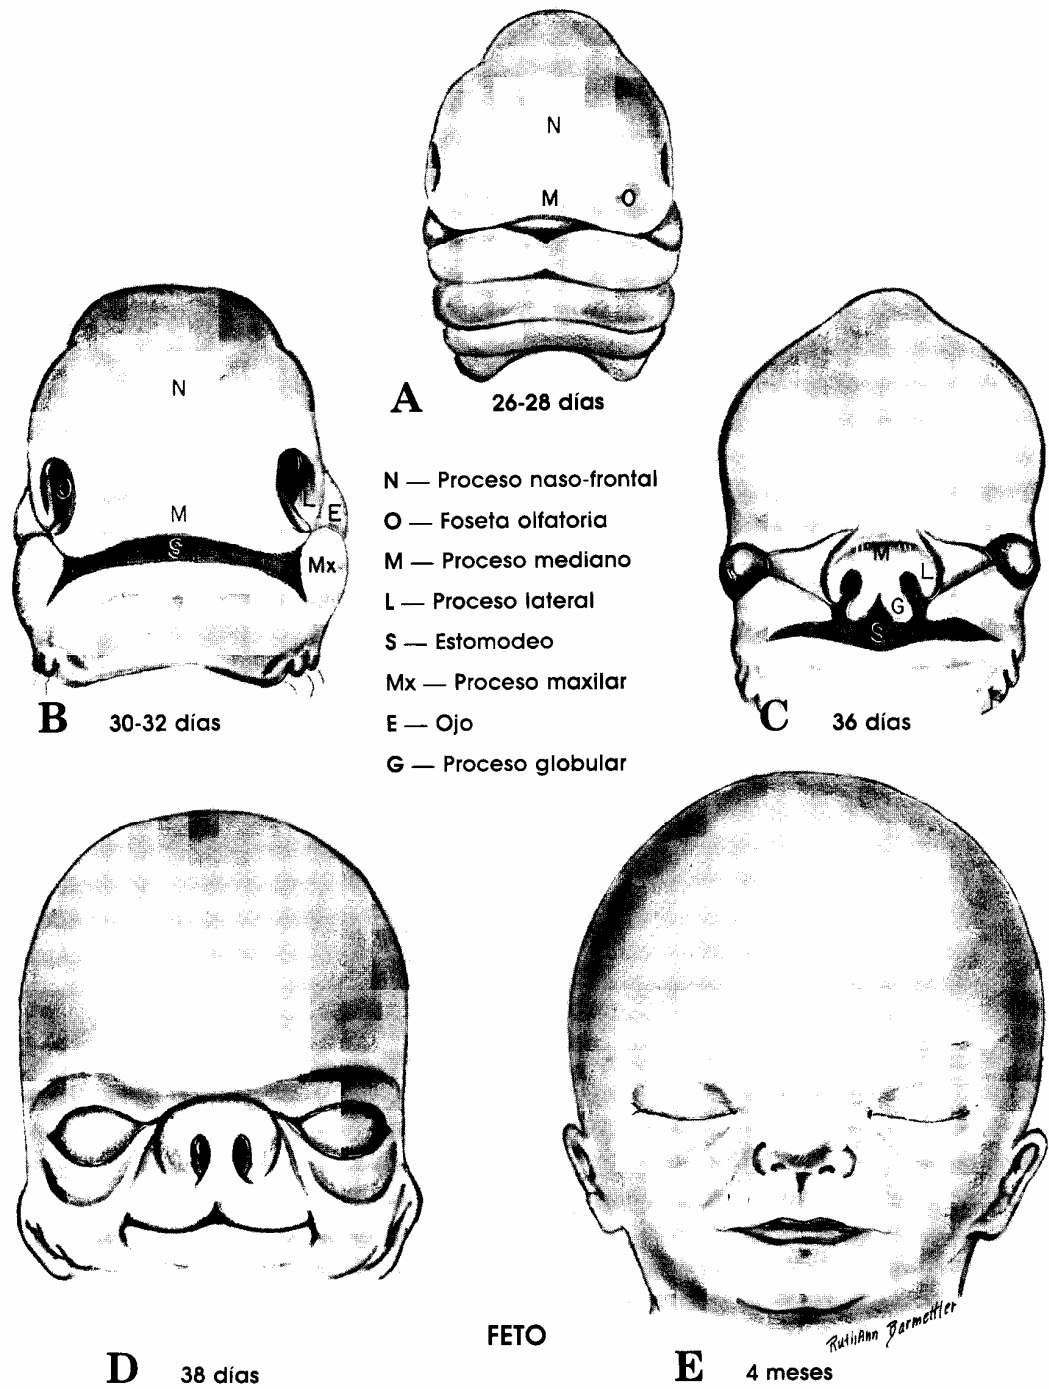 N
M O
A 26-28 días
N
O
L
E
M
S
Mx
B 30-32 días
N — Proceso naso-frontal
O — Foseta olfatoria
M — Proceso mediano
L — Proceso lateral
S — Estomodeo
Mx — Proceso maxilar
E — Ojo
G — Proceso globular
M
L
G
S
C 36 días
D 38 días
FETO
RuthAnn Barmettler
E 4 meses